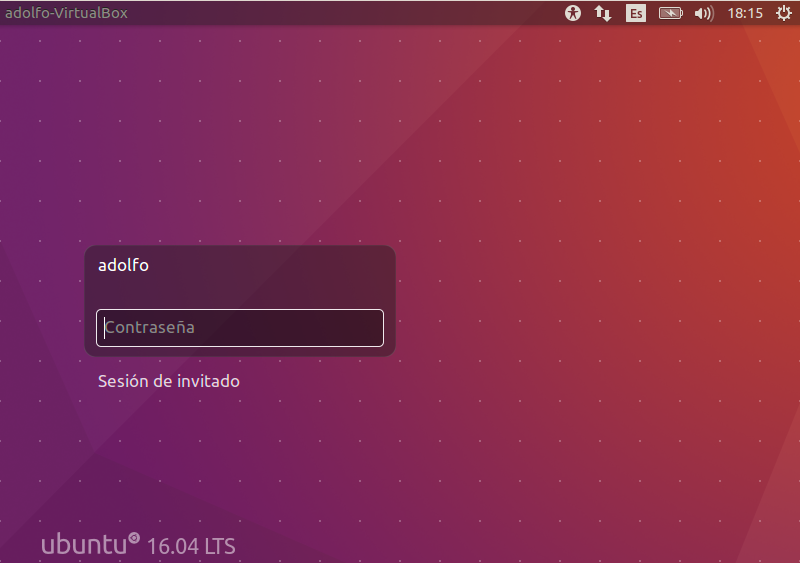 adolfo-VirtualBox Es 18:15
adolfo
Contraseña
Sesión de invitado
ubuntu 16.04 LTS